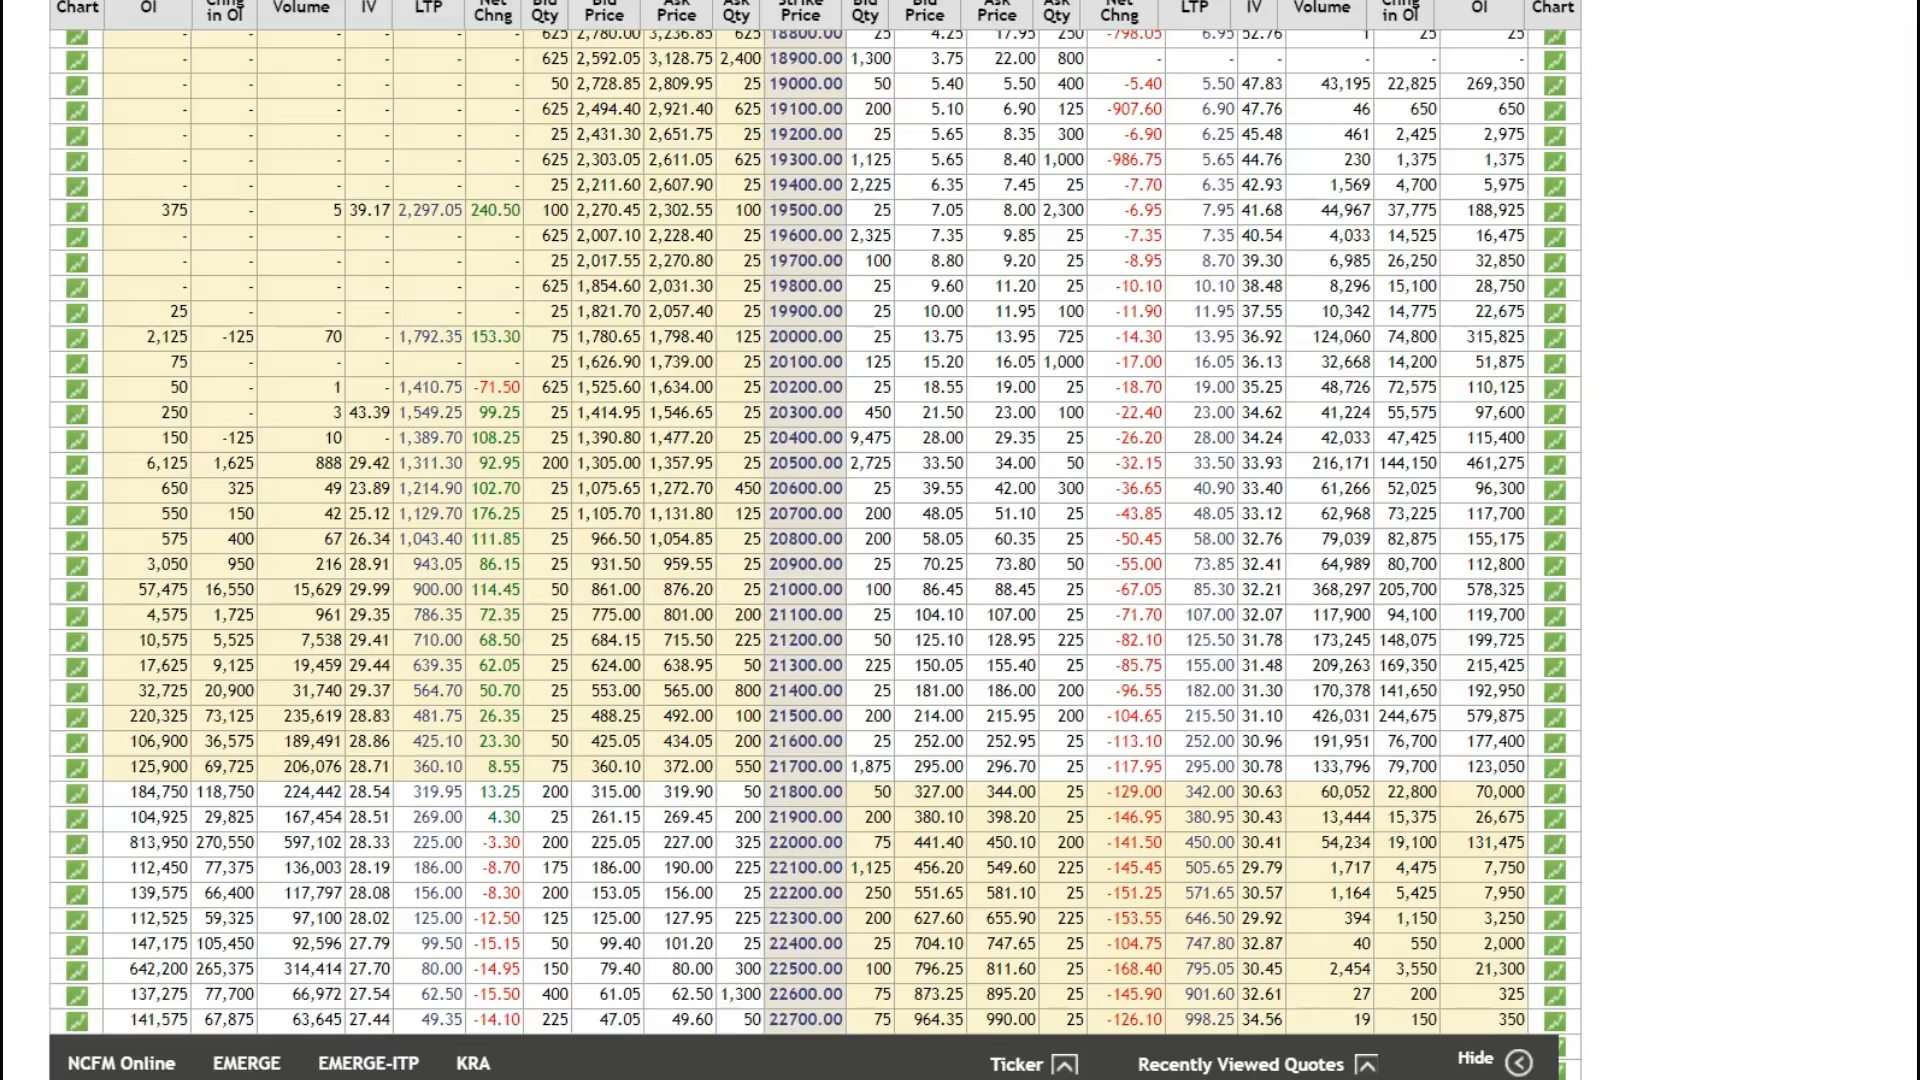 Chart OI Chng in OI Volume IV LTP Net Chng Bid Qty Bid Price Ask Price Ask Qty Strike Price Bid Qty Bid Price Ask Price Ask Qty Net Chng LTP IV Volume Chng in OI OI Chart
- - - - - - 625 2,780.00 3,236.85 625 18800.00 25 4.25 17.95 250 -798.05 6.95 52.76 1 25 25
- - - - - - 625 2,592.05 3,128.75 2,400 18900.00 1,300 3.75 22.00 800 - - - - - -
- - - - - - 50 2,728.85 2,809.95 25 19000.00 50 5.40 5.50 400 -5.40 5.50 47.83 43,195 22,825 269,350
- - - - - - 625 2,494.40 2,921.40 625 19100.00 200 5.10 6.90 125 -907.60 6.90 47.76 46 650 650
- - - - - - 25 2,431.30 2,651.75 25 19200.00 25 5.65 8.35 300 -6.90 6.25 45.48 461 2,425 2,975
- - - - - - 625 2,303.05 2,611.05 625 19300.00 1,125 5.65 8.40 1,000 -986.75 5.65 44.76 230 1,375 1,375
- - - - - - 25 2,211.60 2,607.90 25 19400.00 2,225 6.35 7.45 25 -7.70 6.35 42.93 1,569 4,700 5,975
375 - 5 39.17 2,297.05 240.50 100 2,270.45 2,302.55 100 19500.00 25 7.05 8.00 2,300 -6.95 7.95 41.68 44,967 37,775 188,925
- - - - - - 625 2,007.10 2,228.40 25 19600.00 2,325 7.35 9.85 25 -7.35 7.35 40.54 4,033 14,525 16,475
- - - - - - 25 2,017.55 2,270.80 25 19700.00 100 8.80 9.20 25 -8.95 8.70 39.30 6,985 26,250 32,850
- - - - - - 625 1,854.60 2,031.30 25 19800.00 25 9.60 11.20 25 -10.10 10.10 38.48 8,296 15,100 28,750
25 - - - - - 25 1,821.70 2,057.40 25 19900.00 25 10.00 11.95 100 -11.90 11.95 37.55 10,342 14,775 22,675
2,125 -125 70 - 1,792.35 153.30 75 1,780.65 1,798.40 125 20000.00 25 13.75 13.95 725 -14.30 13.95 36.92 124,060 74,800 315,825
75 - - - - - 25 1,626.90 1,739.00 25 20100.00 125 15.20 16.05 1,000 -17.00 16.05 36.13 32,668 14,200 51,875
50 - 1 - 1,410.75 -71.50 625 1,525.60 1,634.00 25 20200.00 25 18.55 19.00 25 -18.70 19.00 35.25 48,726 72,575 110,125
250 - 3 43.39 1,549.25 99.25 25 1,414.95 1,546.65 25 20300.00 450 21.50 23.00 100 -22.40 23.00 34.62 41,224 55,575 97,600
150 -125 10 - 1,389.70 108.25 25 1,390.80 1,477.20 25 20400.00 9,475 28.00 29.35 25 -26.20 28.00 34.24 42,033 47,425 115,400
6,125 1,625 888 29.42 1,311.30 92.95 200 1,305.00 1,357.95 25 20500.00 2,725 33.50 34.00 50 -32.15 33.50 33.93 216,171 144,150 461,275
650 325 49 23.89 1,214.90 102.70 25 1,075.65 1,272.70 450 20600.00 25 39.55 42.00 300 -36.65 40.90 33.40 61,266 52,025 96,300
550 150 42 25.12 1,129.70 176.25 25 1,105.70 1,131.80 125 20700.00 200 48.05 51.10 25 -43.85 48.05 33.12 62,968 73,225 117,700
575 400 67 26.34 1,043.40 111.85 25 966.50 1,054.85 25 20800.00 200 58.05 60.35 25 -50.45 58.00 32.76 79,039 82,875 155,175
3,050 950 216 28.91 943.05 86.15 25 931.50 959.55 25 20900.00 25 70.25 73.80 50 -55.00 73.85 32.41 64,989 80,700 112,800
57,475 16,550 15,629 29.99 900.00 114.45 50 861.00 876.20 25 21000.00 100 86.45 88.45 25 -67.05 85.30 32.21 368,297 205,700 578,325
4,575 1,725 961 29.35 786.35 72.35 25 775.00 801.00 200 21100.00 25 104.10 107.00 25 -71.70 107.00 32.07 117,900 94,100 119,700
10,575 5,525 7,538 29.41 710.00 68.50 25 684.15 715.50 225 21200.00 50 125.10 128.95 225 -82.10 125.50 31.78 173,245 148,075 199,725
17,625 9,125 19,459 29.44 639.35 62.05 25 624.00 638.95 50 21300.00 225 150.05 155.40 25 -85.75 155.00 31.48 209,263 169,350 215,425
32,725 20,900 31,740 29.37 564.70 50.70 25 553.00 565.00 800 21400.00 25 181.00 186.00 200 -96.55 182.00 31.30 170,378 141,650 192,950
220,325 73,125 235,619 28.83 481.75 26.35 25 488.25 492.00 100 21500.00 200 214.00 215.95 200 -104.65 215.50 31.10 426,031 244,675 579,875
106,900 36,575 189,491 28.86 425.10 23.30 50 425.05 434.05 200 21600.00 25 252.00 252.95 25 -113.10 252.00 30.96 191,951 76,700 177,400
125,900 69,725 206,076 28.71 360.10 8.55 75 360.10 372.00 550 21700.00 1,875 295.00 296.70 25 -117.95 295.00 30.78 133,796 79,700 123,050
184,750 118,750 224,442 28.54 319.95 13.25 200 315.00 319.90 50 21800.00 50 327.00 344.00 25 -129.00 342.00 30.63 60,052 22,800 70,000
104,925 29,825 167,454 28.51 269.00 4.30 25 261.15 269.45 200 21900.00 200 380.10 398.20 25 -146.95 380.95 30.43 13,444 15,375 26,675
813,950 270,550 597,102 28.33 225.00 -3.30 200 225.05 227.00 325 22000.00 75 441.40 450.10 200 -141.50 450.00 30.41 54,234 19,100 131,475
112,450 77,375 136,003 28.19 186.00 -8.70 175 186.00 190.00 225 22100.00 1,125 456.20 549.60 225 -145.45 505.65 29.79 1,717 4,475 7,750
139,575 66,400 117,797 28.08 156.00 -8.30 200 153.05 156.00 25 22200.00 250 551.65 581.10 25 -151.25 571.65 30.57 1,164 5,425 7,950
112,525 59,325 97,100 28.02 125.00 -12.50 125 125.00 127.95 225 22300.00 200 627.60 655.90 225 -153.55 646.50 29.92 394 1,150 3,250
147,175 105,450 92,596 27.79 99.50 -15.15 50 99.40 101.20 25 22400.00 25 704.10 747.65 25 -104.75 747.80 32.87 40 550 2,000
642,200 265,375 314,414 27.70 80.00 -14.95 150 79.40 80.00 300 22500.00 100 796.25 811.60 25 -168.40 795.05 30.45 2,454 3,550 21,300
137,275 77,700 66,972 27.54 62.50 -15.50 400 61.05 62.50 1,300 22600.00 75 873.25 895.20 25 -145.90 901.60 32.61 27 200 325
141,575 67,875 63,645 27.44 49.35 -14.10 225 47.05 49.60 50 22700.00 75 964.35 990.00 25 -126.10 998.25 34.56 19 150 350
NCFM Online EMERGE EMERGE-ITP KRA Ticker Recently Viewed Quotes Hide